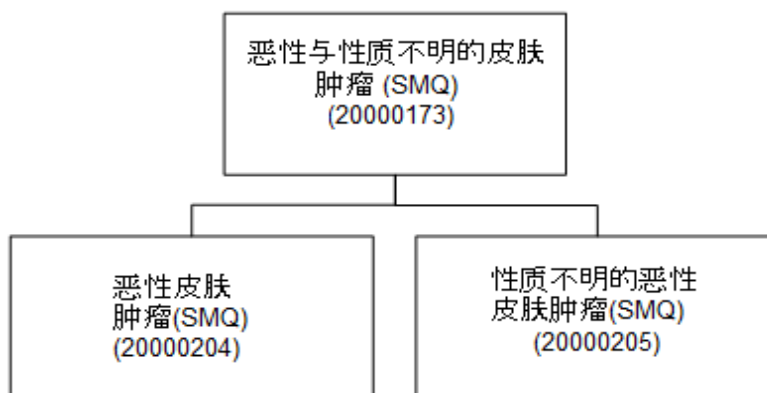 恶性与性质不明的皮肤
肿瘤 (SMQ)
(20000173)
恶性皮肤
肿瘤(SMQ)
(20000204)
性质不明的恶性
皮肤肿瘤(SMQ)
(20000205)